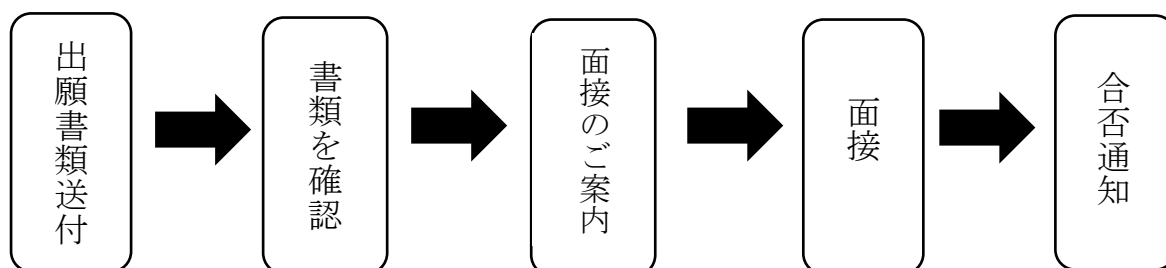 出願書類送付
書類を確認
面接のご案内
面接
合否通知